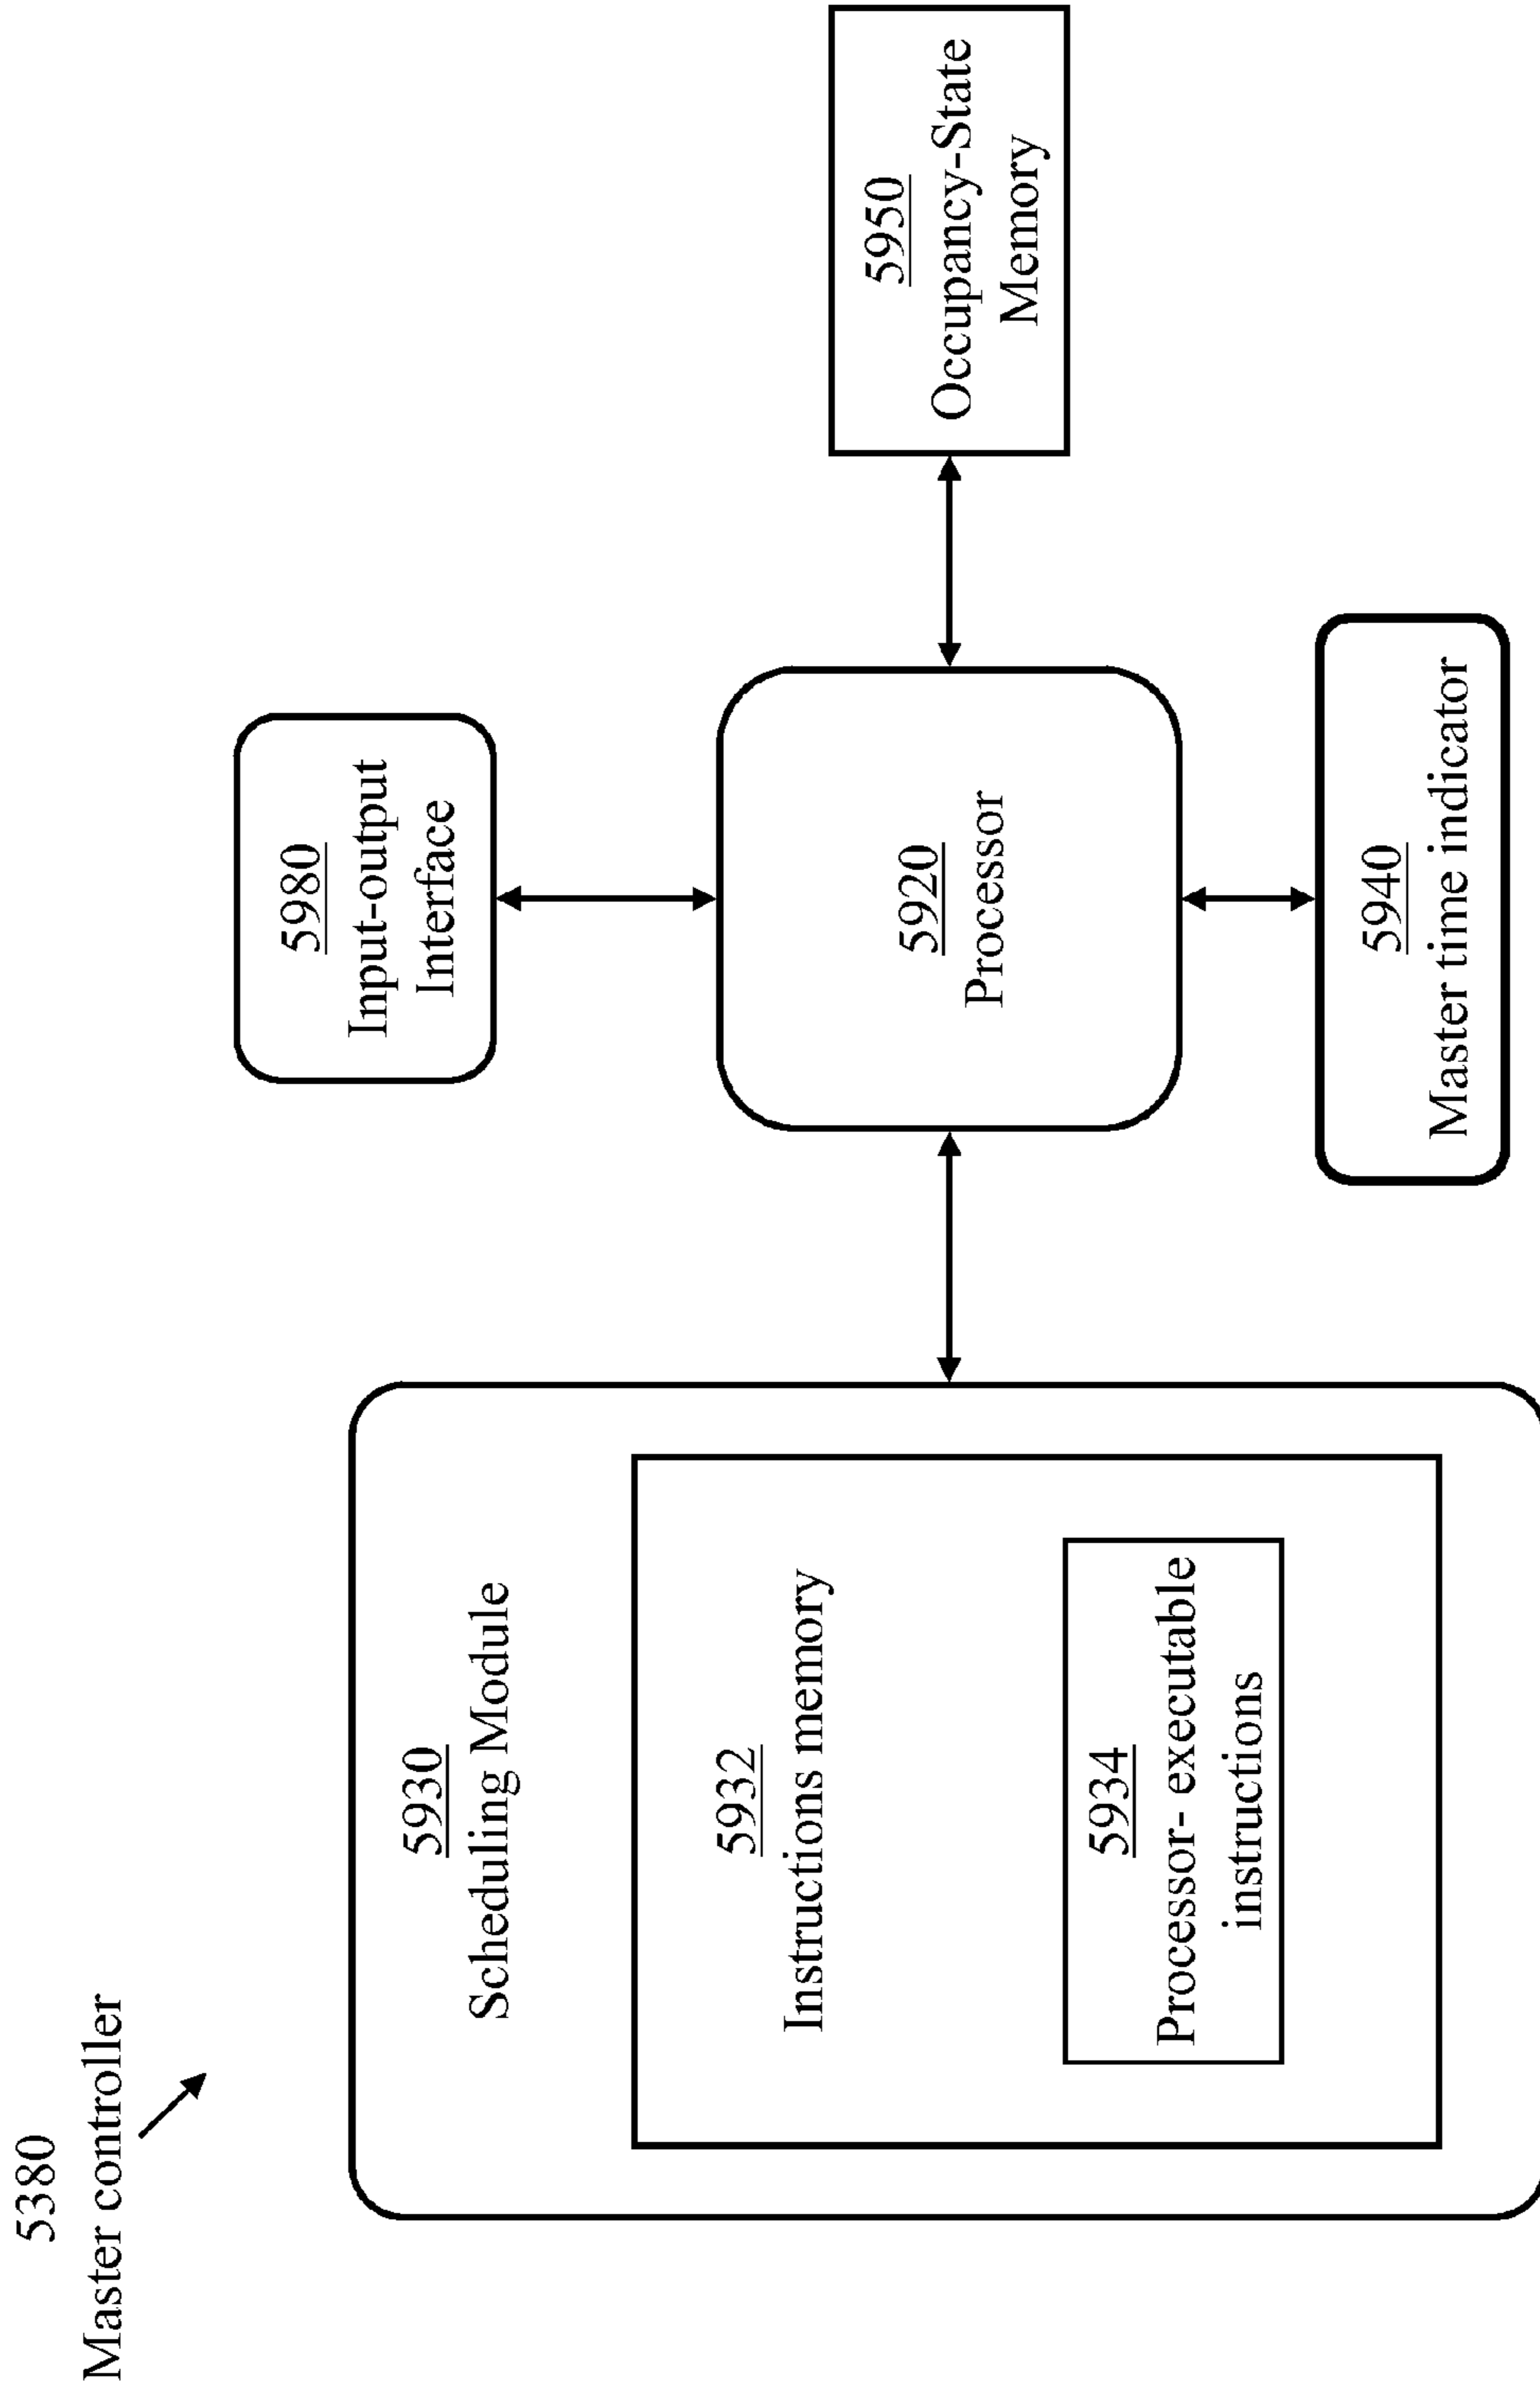 5380
Master controller
5930
Scheduling Module
5932
Instructions memory
5934
Processor- executable
instructions
5980
Input-output
Interface
5920
Processor
5940
Master time indicator
5950
Occupancy-State
Memory